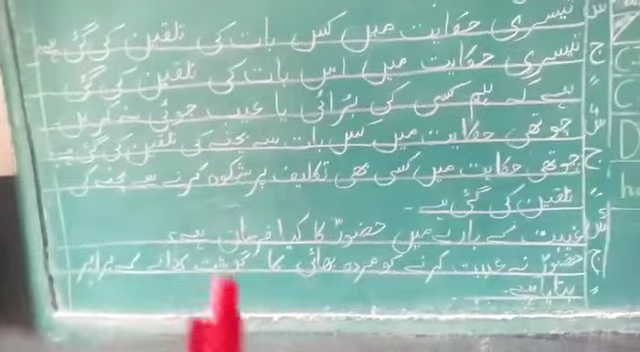 س تیسری حکایت میں کس بات کی تلقین کی گئی ہے
ج تیسری حکایت میں اس بات کی تلقین کی گئی
ہے کہ ہم کسی کی برائی یا عیب جوئی نہ کریں
س چوتھی حکایت میں کس بات سے بچنے کی تلقین کی گئی ہے
ج چوتھی حکایت میں کسی بھی تکالیف پر شکوہ کرنے سے بچنے کی
تلقین کی گئی ہے۔
س غیبت کے بارے میں حضورؐ کا کیا فرمان ہے؟
ج حضورؐ نے غیبت کرنے کو مردہ بھائی کا گوشت کھانے کے برابر
بتایا ہے۔
D
h